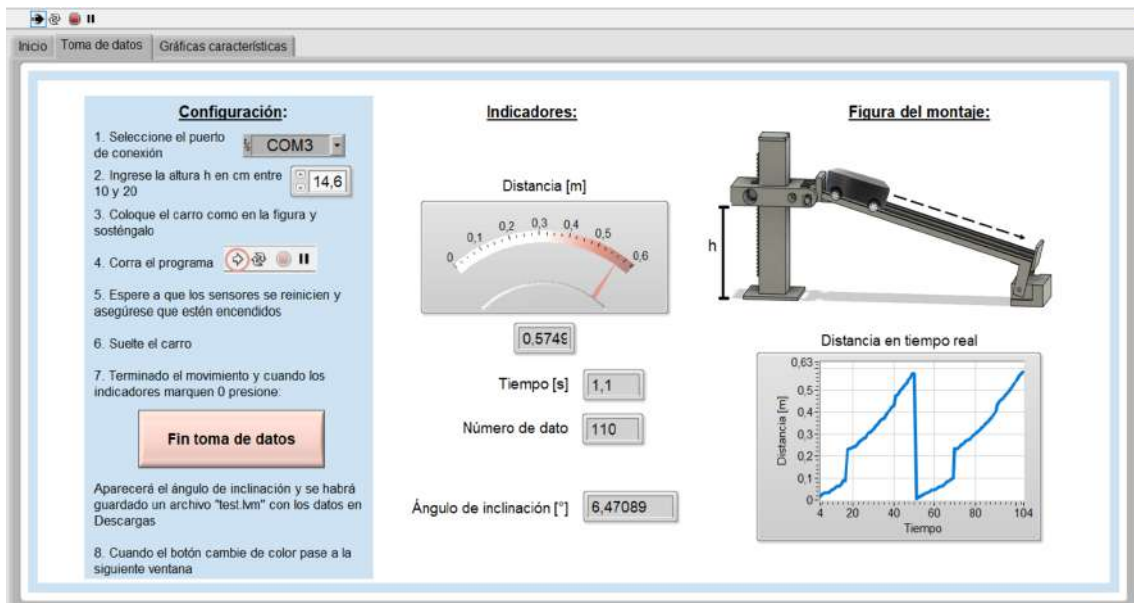 Inicio
Toma de datos
Gráficas características
Configuración:
1. Seleccione el puerto
de conexión
COM3
2. Ingrese la altura h en cm entre
10 y 20
14,6
3. Coloque el carro como en la figura y
sosténgalo
4. Corra el programa
5. Espere a que los sensores se reinicien y
asegúrese que estén encendidos
6. Suelte el carro
7. Terminado el movimiento y cuando los
indicadores marquen 0 presione:
Fin toma de datos
Aparecerá el ángulo de inclinación y se habrá
guardado un archivo "test.lvm" con los datos en
Descargas
8. Cuando el botón cambie de color pase a la
siguiente ventana
Indicadores:
Distancia [m]
0
0,1
0,2
0,3
0,4
0,5
0,6
0,5749
Tiempo [s]
1,1
Número de dato
110
Ángulo de inclinación [°]
6,47089
Figura del montaje:
h
Distancia en tiempo real
Distancia [m]
0,63
0,5
0,4
0,3
0,2
0,1
0
4
20
40
60
80
104
Tiempo